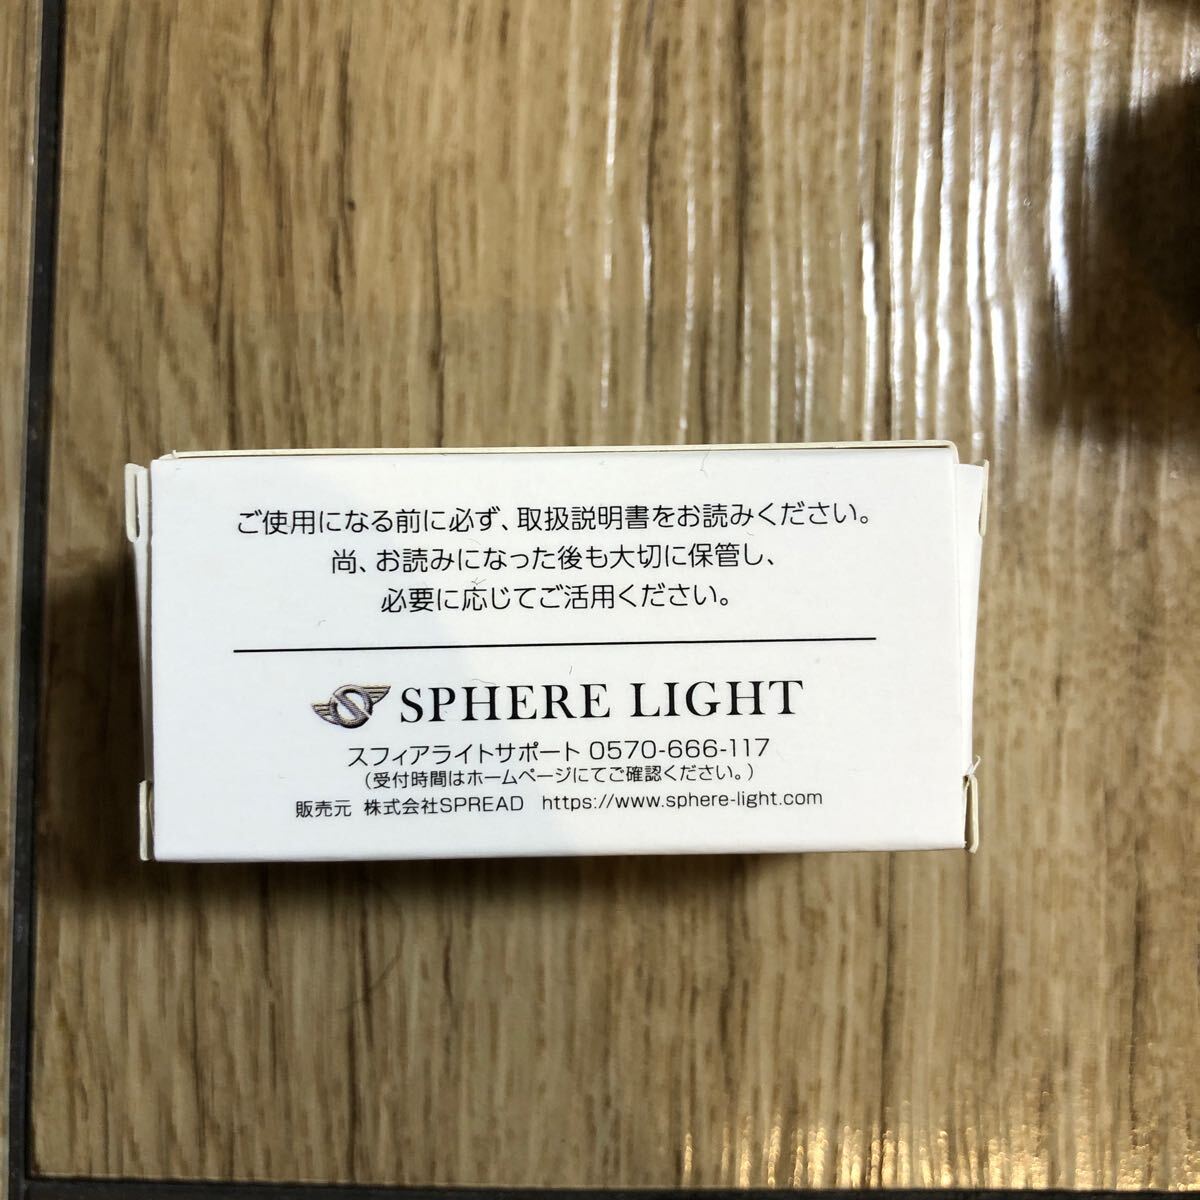 ご使用になる前に必ず、取扱説明書をお読みください。
尚、お読みになった後も大切に保管し、
必要に応じてご活用ください。
SPHERE LIGHT
スフィアライトサポート 0570-666-117
（受付時間はホームページにてご確認ください。）
販売元 株式会社SPREAD https://www.sphere-light.com